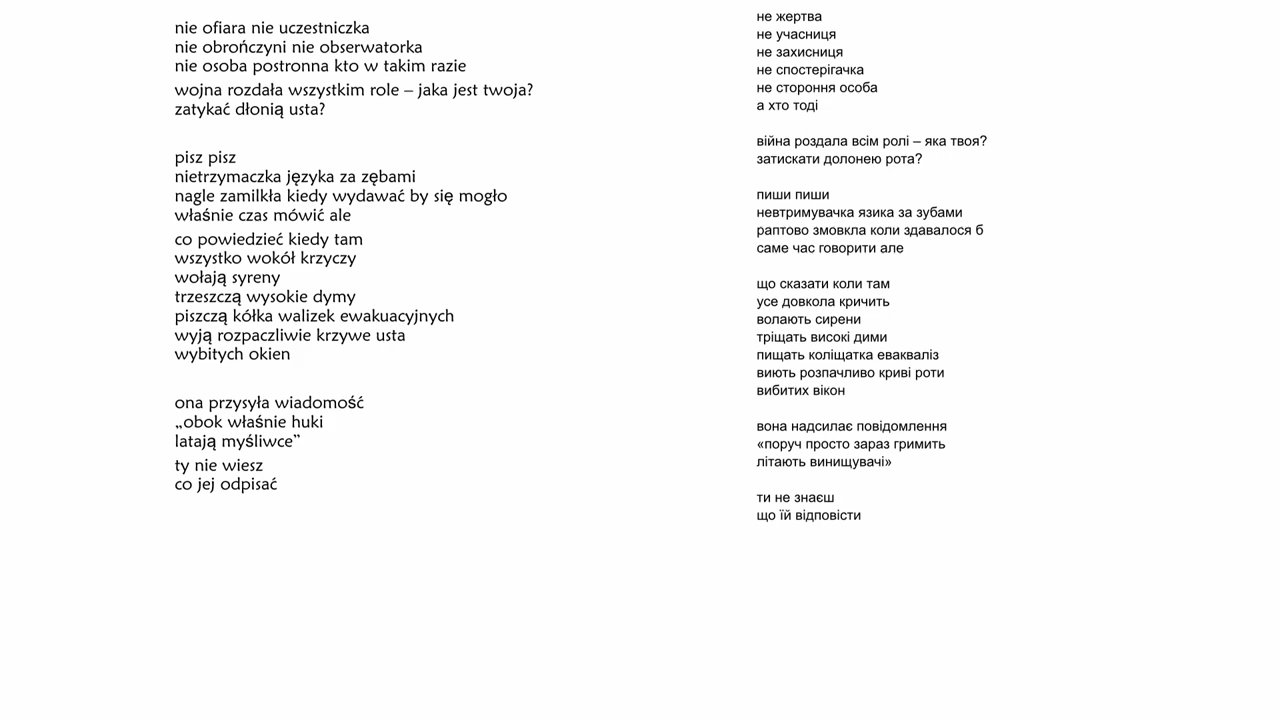 nie ofiara nie uczestniczka
nie obrończyni nie obserwatorka
nie osoba postronna kto w takim razie
wojna rozdała wszystkim role – jaka jest twoja?
zatykać dłonią usta?
pisz pisz
nietrzymaczka języka za zębami
nagle zamilkła kiedy wydawać by się mogło
właśnie czas mówić ale
co powiedzieć kiedy tam
wszystko wokół krzyczy
wołają syreny
trzeszczą wysokie dymy
piszczą kółka walizek ewakuacyjnych
wyją rozpaczliwie krzywe usta
wybitych okien
ona przysyła wiadomość
„obok właśnie huki
latają myśliwce”
ty nie wiesz
co jej odpisać
не жертва
не учасниця
не захисниця
не спостерігачка
не стороння особа
а хто тоді
війна роздала всім ролі – яка твоя?
затискати долонею рота?
пиши пиши
невтримувачка язика за зубами
раптово змовкла коли здавалося б
саме час говорити але
що сказати коли там
усе довкола кричить
волають сирени
тріщать високі дими
пищать коліщатка евакваліз
виють розпачливо криві роти
вибитих вікон
вона надсилає повідомлення
«поруч просто зараз гримить
літають винищувачі»
ти не знаєш
що їй відповісти